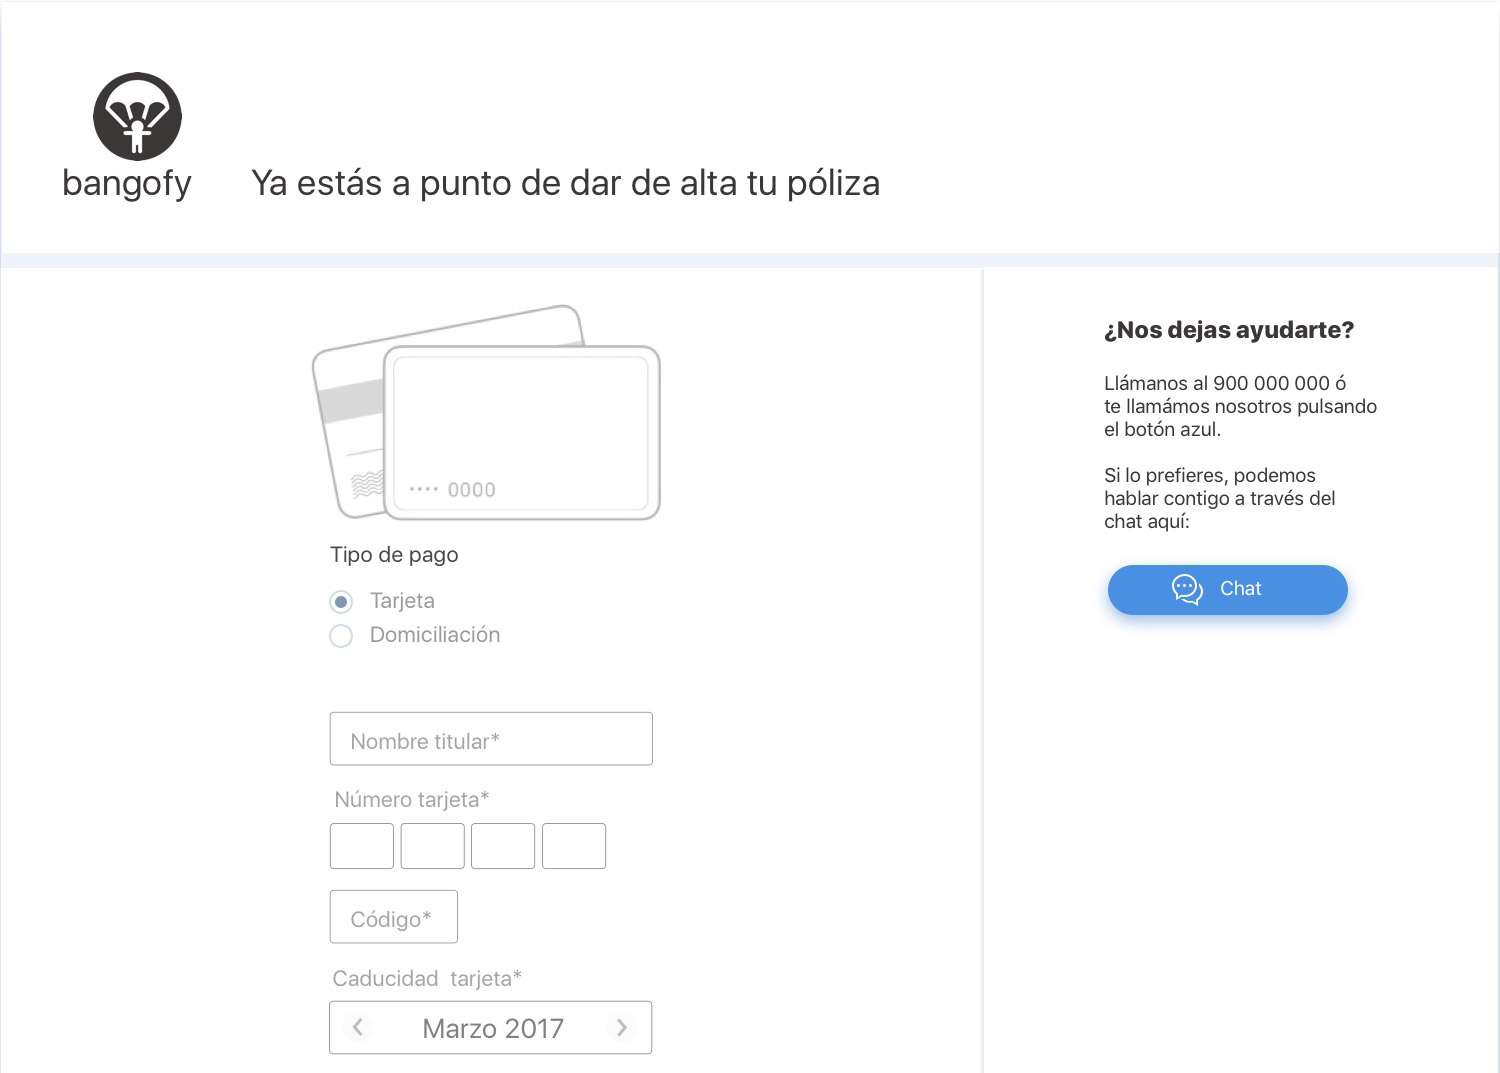 bangofy
Ya estás a punto de dar de alta tu póliza
•••• 0000
Tipo de pago
Tarjeta
Domiciliación
Nombre titular*
Número tarjeta*
Código*
Caducidad tarjeta*
Marzo 2017
¿Nos dejas ayudarte?
Llámanos al 900 000 000 ó
te llamámos nosotros pulsando
el botón azul.
Si lo prefieres, podemos
hablar contigo a través del
chat aquí:
Chat